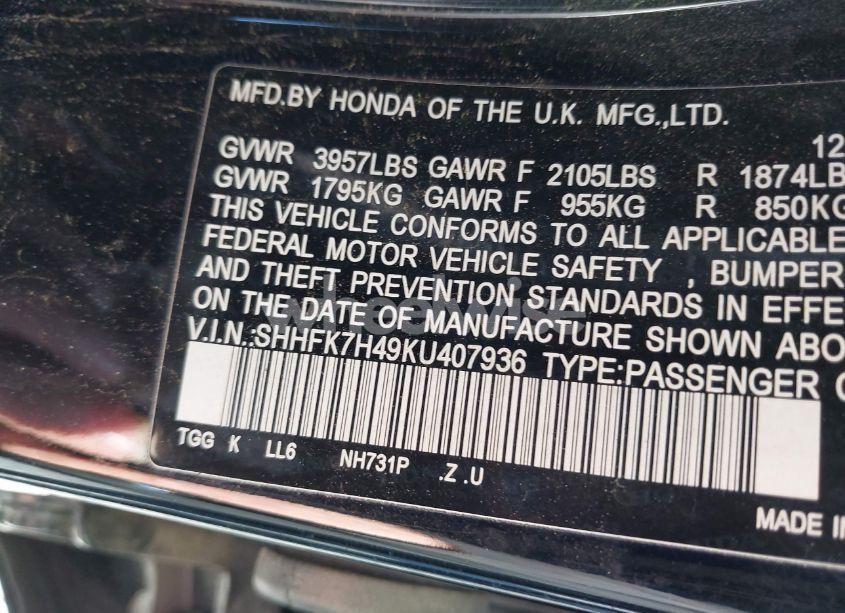 MFD.BY HONDA OF THE U.K. MFG.,LTD.
12
GVWR 3957LBS GAWR F 2105LBS R 1874LB
GVWR 1795KG GAWR F 955KG R 850KG
THIS VEHICLE CONFORMS TO ALL APPLICABLE
FEDERAL MOTOR VEHICLE SAFETY , BUMPER
AND THEFT PREVENTION STANDARDS IN EFFE
ON THE DATE OF MANUFACTURE SHOWN ABO
wheelwise
V.I.N.:SHHFK7H49KU407936 TYPE:PASSENGER C
TGG K LL6 NH731P .Z .U
MADE IN